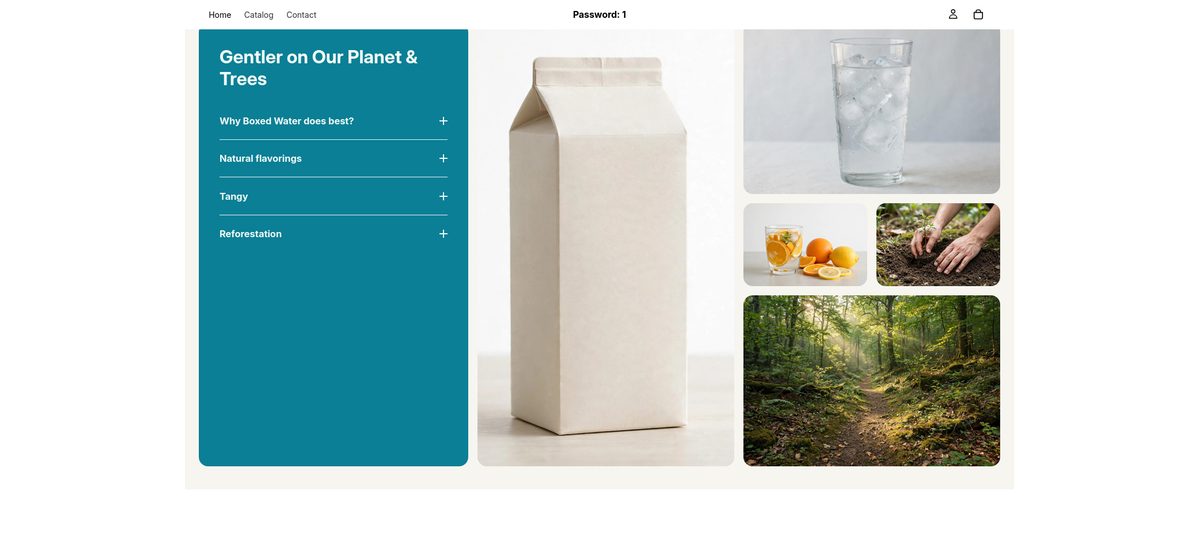 Home Catalog Contact
Password: 1
Gentler on Our Planet &
Trees
Why Boxed Water does best?
Natural flavorings
Tangy
Reforestation